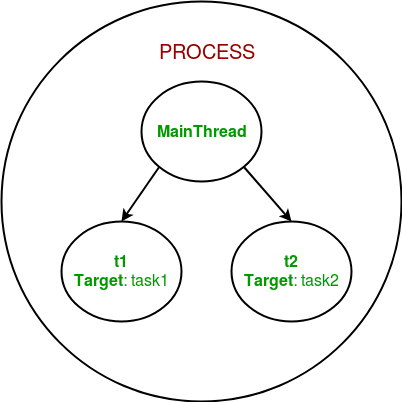 PROCESS
MainThread
t1
Target: task1
t2
Target: task2